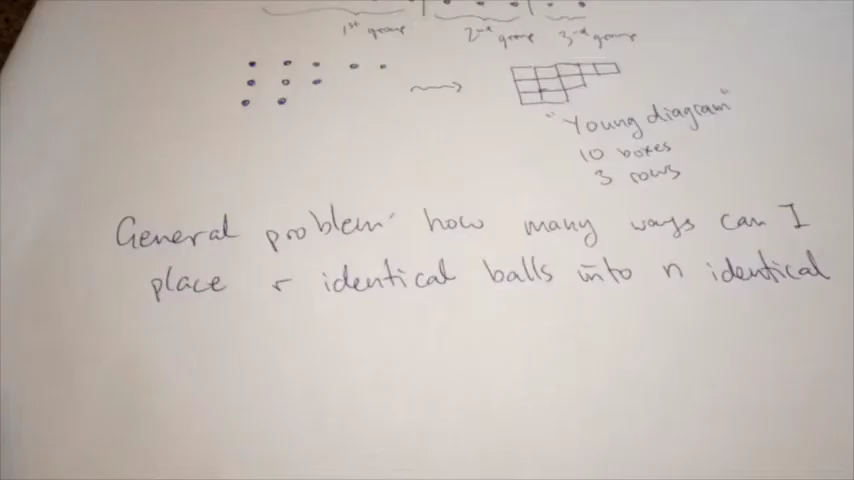 1st group
2nd group
3rd group
"Young diagram"
10 boxes
3 rows
General problem: how many ways can I
place r identical balls into n identical